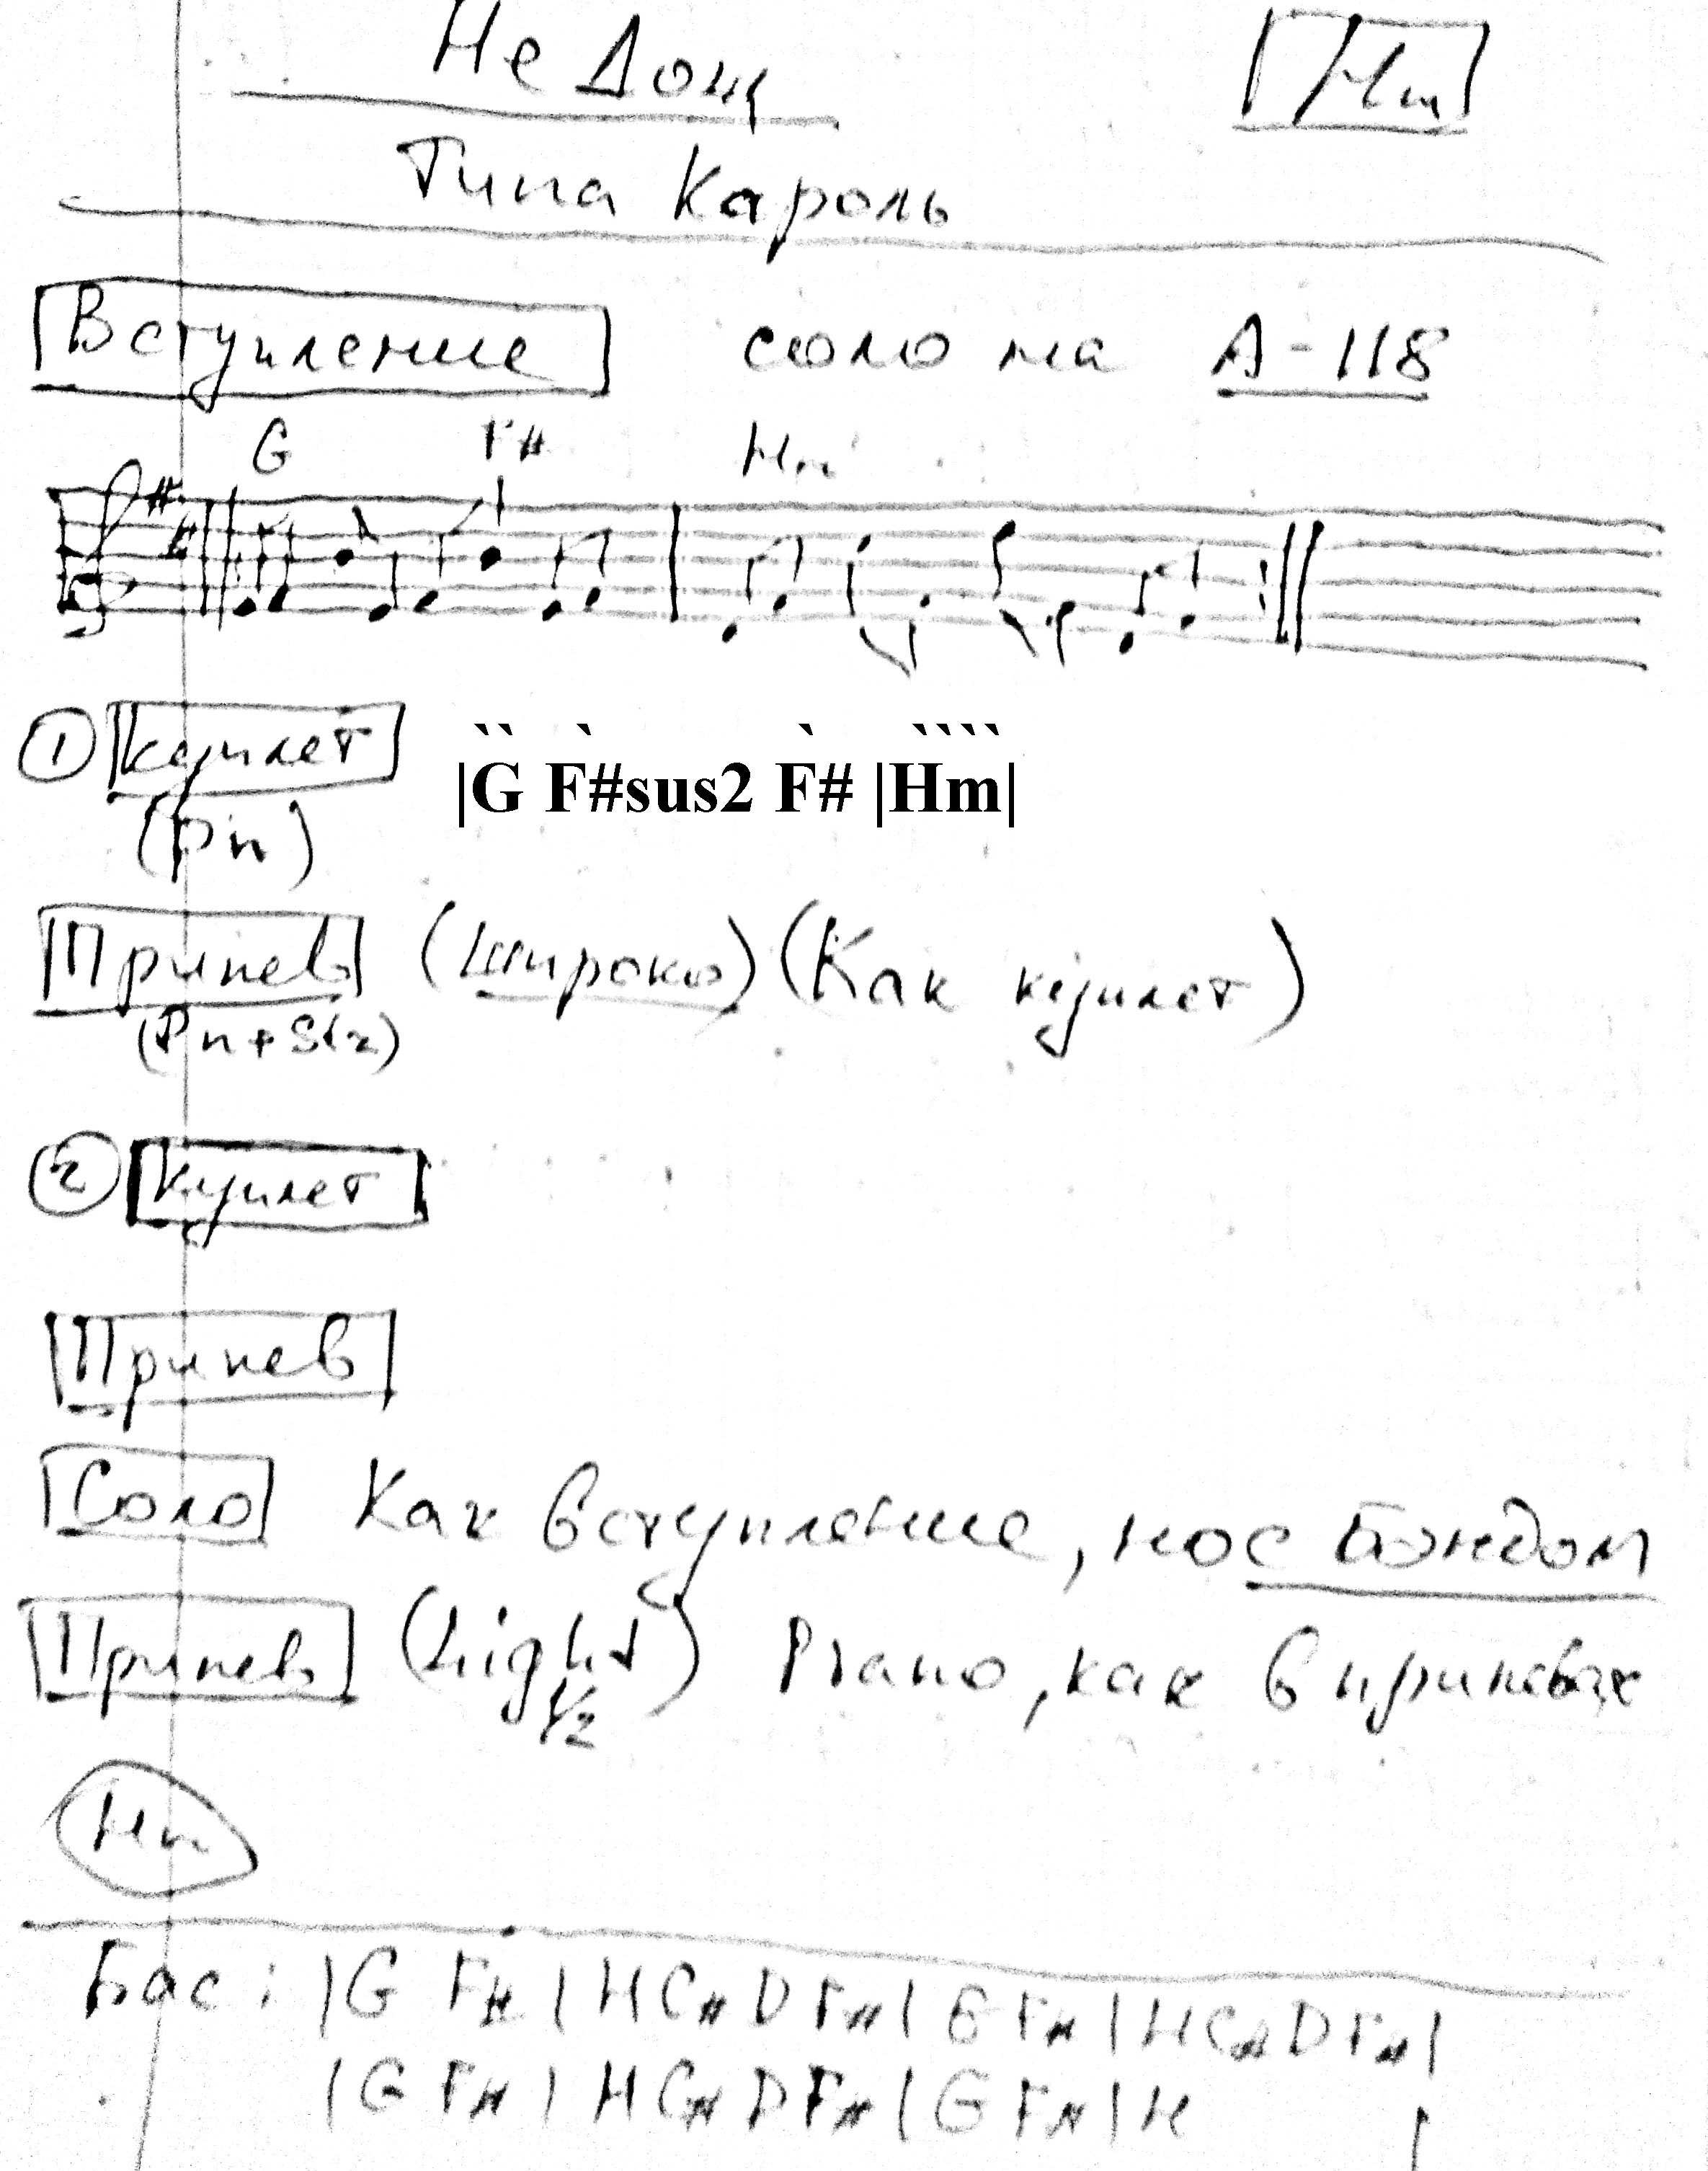 Не Дощ
Hm
Тина Кароль
Вступление соло на A-118
G F# Hm
① куплет
|G F#sus2 F# |Hm|
(Pn)
Припев (широко) (Как куплет)
(Pn + Str)
② куплет
Припев
Соло Как вступление, но с бэндом
Припев (Light) Piano, как в припевах
1/2
Hm
Бас: |G F# | H C# D F# | G F# | H C# D F# |
|G F# | H C# D F# | G F# | H |